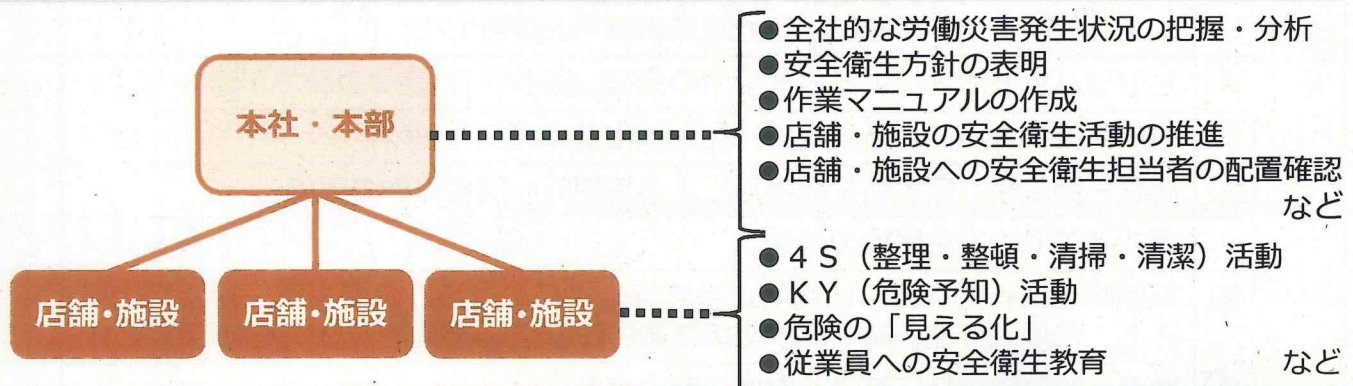 本社・本部
●全社的な労働災害発生状況の把握・分析
●安全衛生方針の表明
●作業マニュアルの作成
●店舗・施設の安全衛生活動の推進
●店舗・施設への安全衛生担当者の配置確認
など
店舗・施設
店舗・施設
店舗・施設
●４Ｓ（整理・整頓・清掃・清潔）活動
●ＫＹ（危険予知）活動
●危険の「見える化」
●従業員への安全衛生教育 など